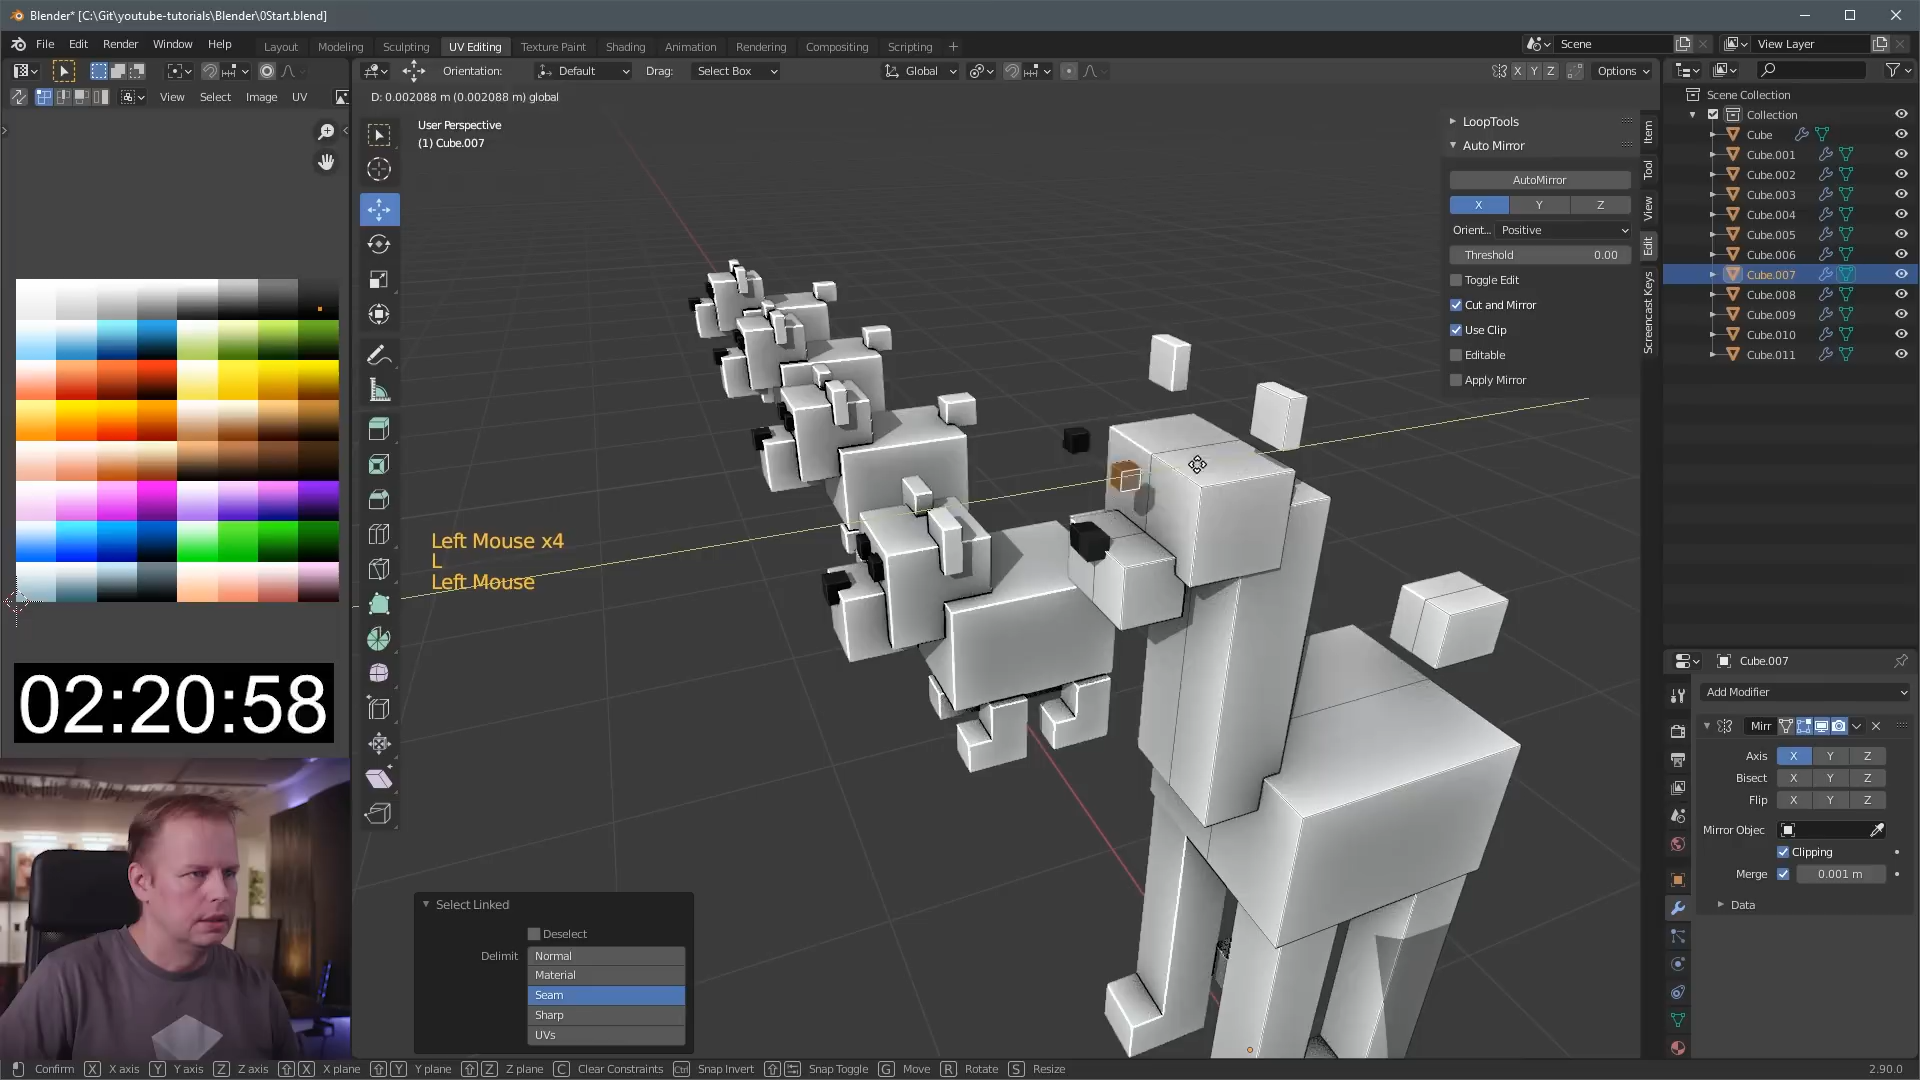 Blender* [C:\Git\youtube-tutorials\Blender\0Start.blend]
File Edit Render Window Help Layout Modeling Sculpting UV Editing Texture Paint Shading Animation Rendering Compositing Scripting + Scene View Layer
Orientation: Default Drag: Select Box Global X Y Z Options
View Select Image UV D: 0.002088 m (0.002088 m) global
User Perspective
(1) Cube.007
LoopTools
Auto Mirror
AutoMirror
X Y Z
Orient... Positive
Threshold 0.00
Toggle Edit
Cut and Mirror
Use Clip
Editable
Apply Mirror
Item
Tool
View
Edit
Screencast Keys
Scene Collection
Collection
Cube
Cube.001
Cube.002
Cube.003
Cube.004
Cube.005
Cube.006
Cube.007
Cube.008
Cube.009
Cube.010
Cube.011
Left Mouse x4
L
Left Mouse
02:20:58
Cube.007
Add Modifier
Mirr
Axis X Y Z
Bisect X Y Z
Flip X Y Z
Mirror Objec
Clipping
Merge 0.001 m
Data
Select Linked
Deselect
Delimit Normal
Material
Seam
Sharp
UVs
Confirm X X axis Y Y axis Z Z axis X X plane Y Y plane Z Z plane C Clear Constraints Ctrl Snap Invert Snap Toggle G Move R Rotate S Resize 2.90.0